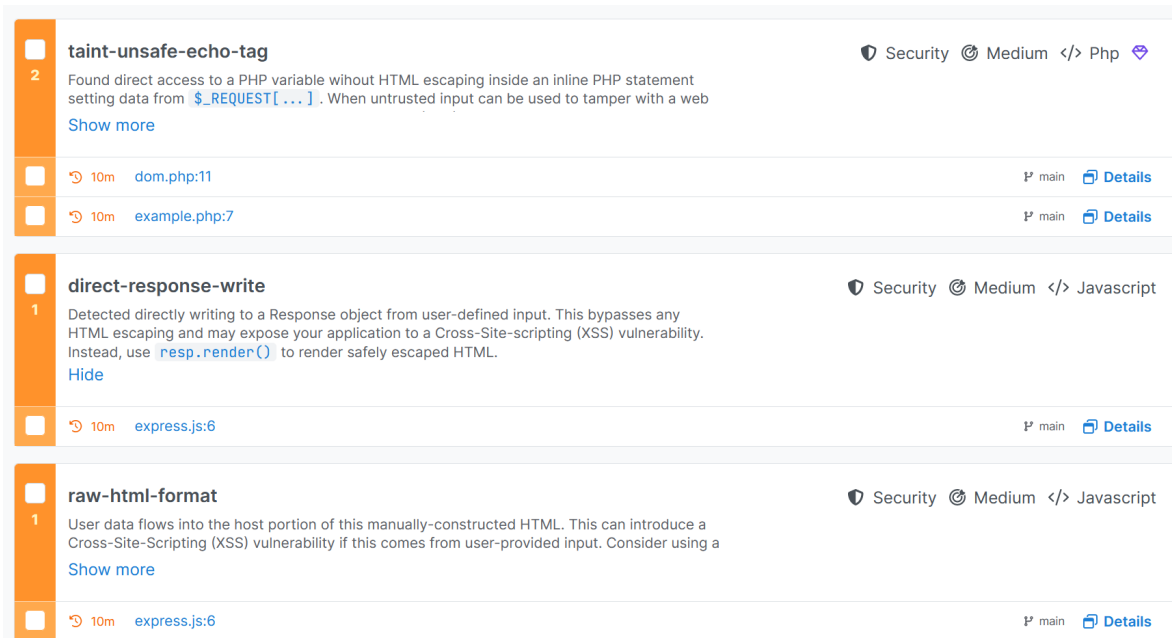 taint-unsafe-echo-tag Security Medium </> Php
2
Found direct access to a PHP variable wihout HTML escaping inside an inline PHP statement
setting data from $_REQUEST[...] . When untrusted input can be used to tamper with a web
Show more
10m dom.php:11 main Details
10m example.php:7 main Details
direct-response-write Security Medium </> Javascript
1
Detected directly writing to a Response object from user-defined input. This bypasses any
HTML escaping and may expose your application to a Cross-Site-scripting (XSS) vulnerability.
Instead, use resp.render() to render safely escaped HTML.
Hide
10m express.js:6 main Details
raw-html-format Security Medium </> Javascript
1
User data flows into the host portion of this manually-constructed HTML. This can introduce a
Cross-Site-Scripting (XSS) vulnerability if this comes from user-provided input. Consider using a
Show more
10m express.js:6 main Details